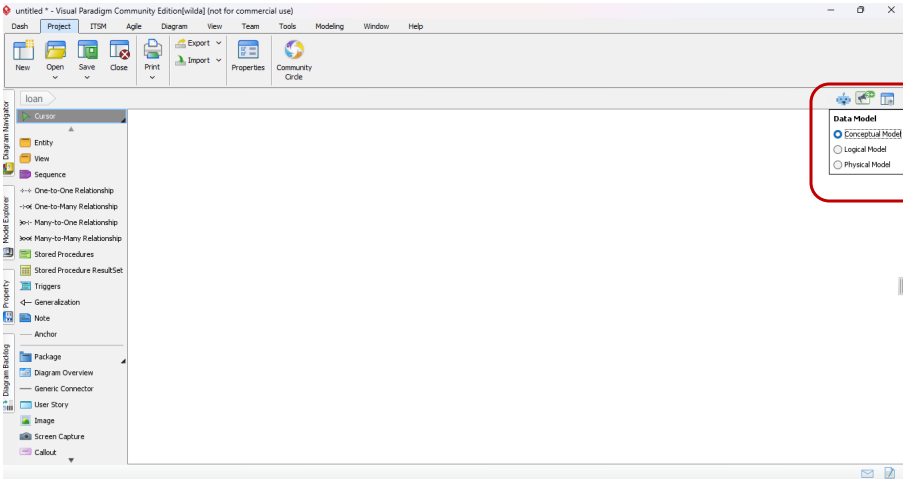 untitled * - Visual Paradigm Community Edition[wilda] (not for commercial use)
Dash Project ITSM Agile Diagram View Team Tools Modeling Window Help
New Open Save Close Print Export Import Properties Community Circle
loan
Diagram Navigator
Model Explorer
Property
Diagram Backlog
Cursor
Entity
View
Sequence
One-to-One Relationship
One-to-Many Relationship
Many-to-One Relationship
Many-to-Many Relationship
Stored Procedures
Stored Procedure ResultSet
Triggers
Generalization
Note
Anchor
Package
Diagram Overview
Generic Connector
User Story
Image
Screen Capture
Callout
Data Model
Conceptual Model
Logical Model
Physical Model